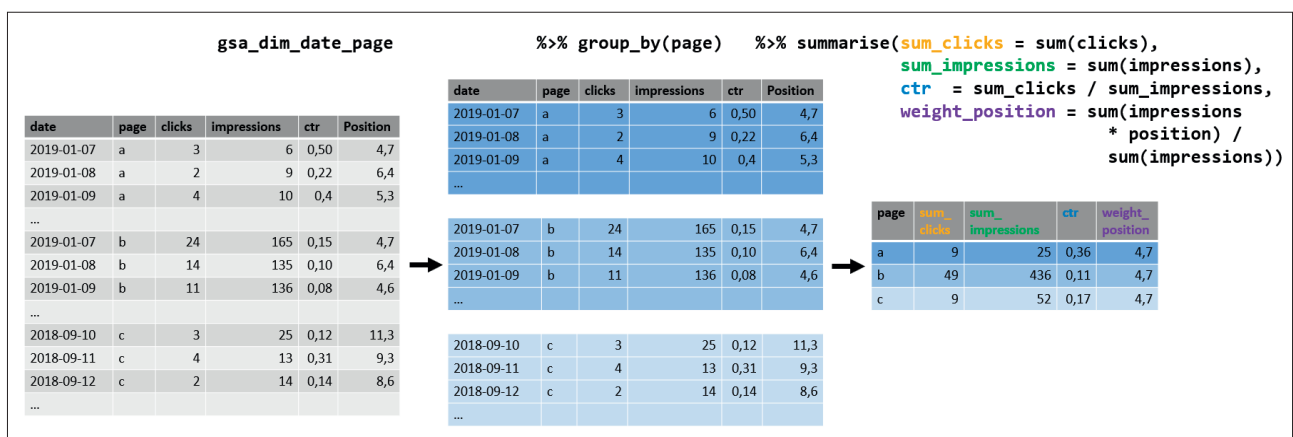 gsa_dim_date_page
date page clicks impressions ctr Position
2019-01-07 a 3 6 0,50 4,7
2019-01-08 a 2 9 0,22 6,4
2019-01-09 a 4 10 0,4 5,3
...
2019-01-07 b 24 165 0,15 4,7
2019-01-08 b 14 135 0,10 6,4
2019-01-09 b 11 136 0,08 4,6
...
2018-09-10 c 3 25 0,12 11,3
2018-09-11 c 4 13 0,31 9,3
2018-09-12 c 2 14 0,14 8,6
...
%>% group_by(page)
date page clicks impressions ctr Position
2019-01-07 a 3 6 0,50 4,7
2019-01-08 a 2 9 0,22 6,4
2019-01-09 a 4 10 0,4 5,3
...
2019-01-07 b 24 165 0,15 4,7
2019-01-08 b 14 135 0,10 6,4
2019-01-09 b 11 136 0,08 4,6
...
2018-09-10 c 3 25 0,12 11,3
2018-09-11 c 4 13 0,31 9,3
2018-09-12 c 2 14 0,14 8,6
...
%>% summarise(sum_clicks = sum(clicks),
sum_impressions = sum(impressions),
ctr = sum_clicks / sum_impressions,
weight_position = sum(impressions
* position) /
sum(impressions))
page sum_ sum_ ctr weight_
clicks impressions position
a 9 25 0,36 4,7
b 49 436 0,11 4,7
c 9 52 0,17 4,7